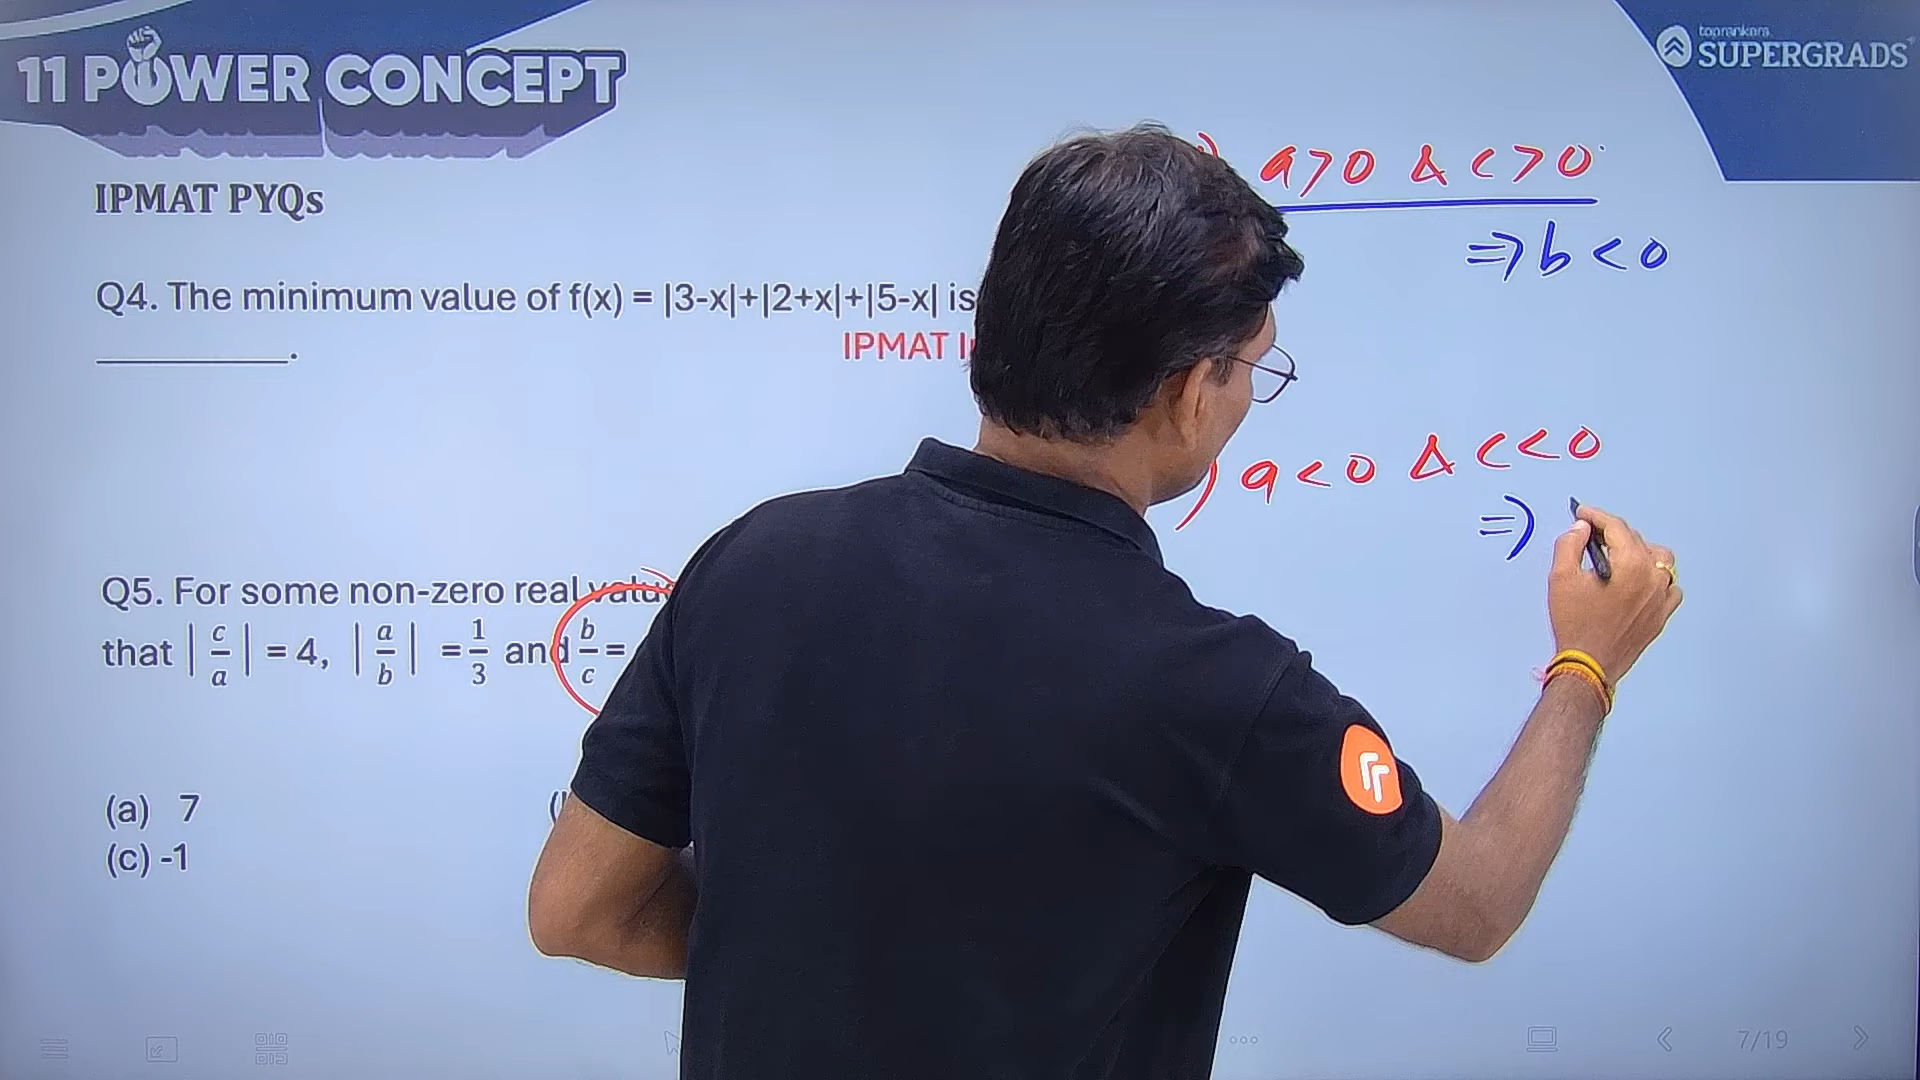 11 POWER CONCEPT
toprankers
SUPERGRADS
IPMAT PYQs
a>0 & c>0
⇒ b<0
Q4. The minimum value of f(x) = |3-x|+|2+x|+|5-x| is
____________.
IPMAT
) a<0 & c<0
⇒
Q5. For some non-zero real
that |c/a| = 4, |a/b| = 1/3 and b/c =
(a) 7
(c) -1
7/19